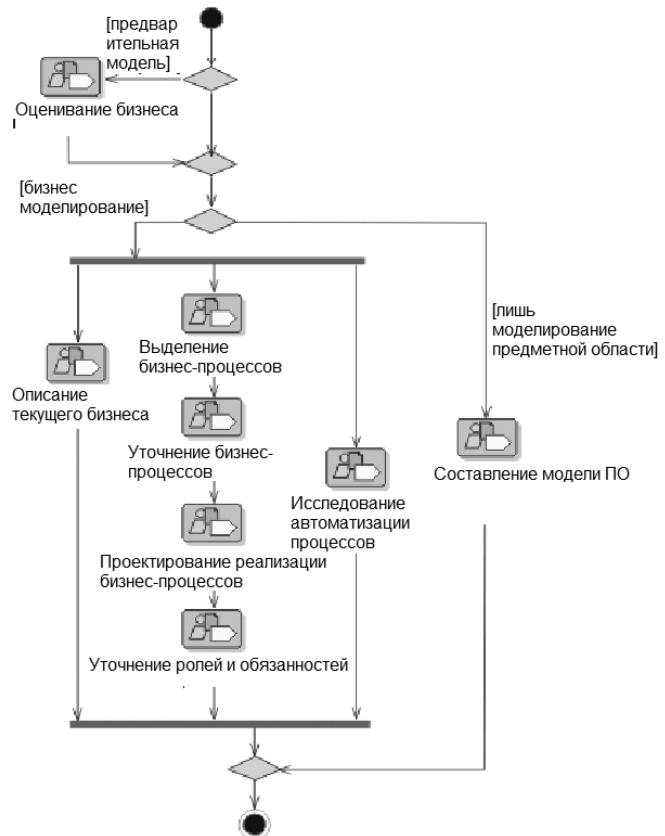 [предвар
ительная
модель]
Оценивание бизнеса
[бизнес
моделирование]
[лишь
моделирование
предметной области]
Выделение
бизнес-процессов
Описание
текущего бизнеса
Уточнение бизнес-
процессов
Составление модели ПО
Исследование
автоматизации
процессов
Проектирование реализации
бизнес-процессов
Уточнение ролей и обязанностей